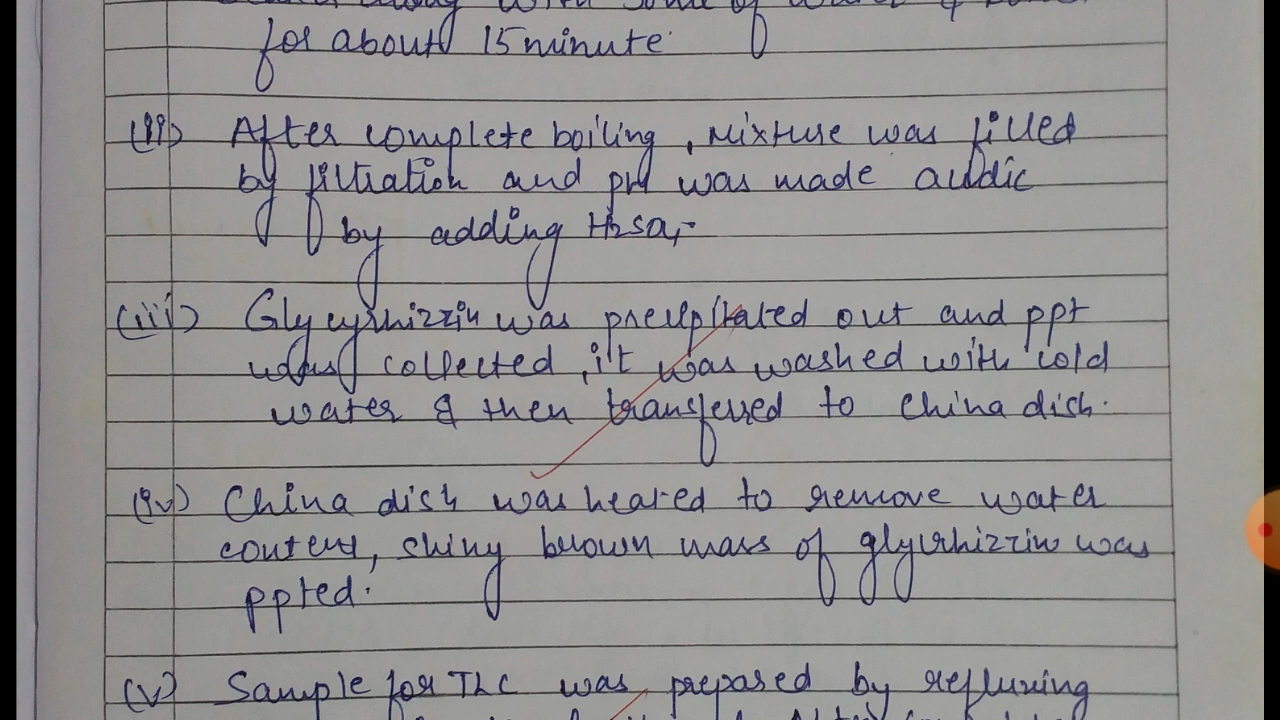 for about 15 minute
(ii) After complete boiling, Mixture was filled
by filtration and pH was made acidic
by adding H2SO4
(iii) Glycyrhizzin was precipitated out and ppt
was collected, it was washed with cold
water & then transferred to China dish.
(iv) China dish was heated to remove water
content, shiny brown mass of glycyrhizzin was
ppted.
(v) Sample for TLC was prepared by refluxing